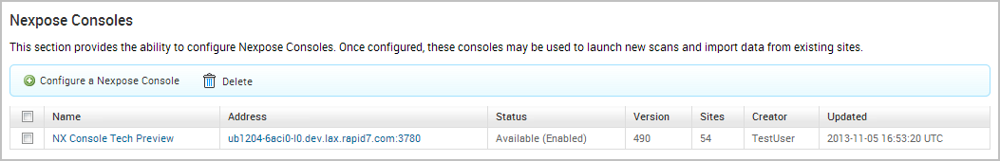 Nexpose Consoles
This section provides the ability to configure Nexpose Consoles. Once configured, these consoles may be used to launch new scans and import data from existing sites.
Configure a Nexpose Console Delete
Name Address Status Version Sites Creator Updated
NX Console Tech Preview ub1204-6aci0-l0.dev.lax.rapid7.com:3780 Available (Enabled) 490 54 TestUser 2013-11-05 16:53:20 UTC